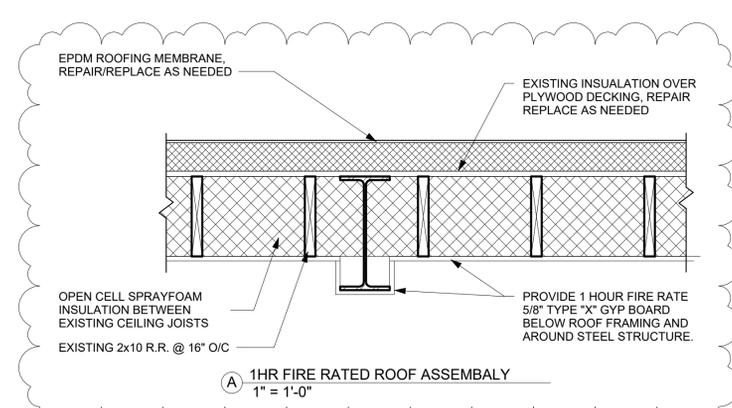 EPDM ROOFING MEMBRANE,
REPAIR/REPLACE AS NEEDED
EXISTING INSUALATION OVER
PLYWOOD DECKING, REPAIR
REPLACE AS NEEDED
OPEN CELL SPRAYFOAM
INSULATION BETWEEN
EXISTING CEILING JOISTS
EXISTING 2x10 R.R. @ 16" O/C
PROVIDE 1 HOUR FIRE RATE
5/8" TYPE "X" GYP BOARD
BELOW ROOF FRAMING AND
AROUND STEEL STRUCTURE.
A 1HR FIRE RATED ROOF ASSEMBALY
1" = 1'-0"